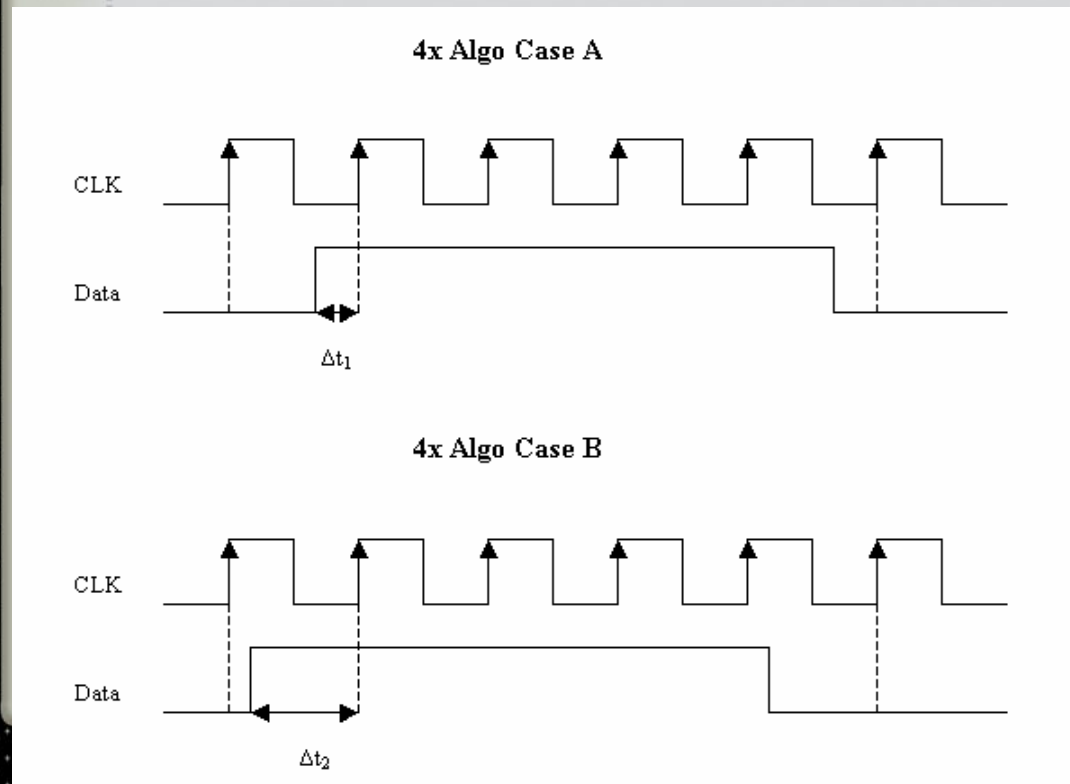 4x Algo Case A
CLK
Data
Δt₁
4x Algo Case B
CLK
Data
Δt₂